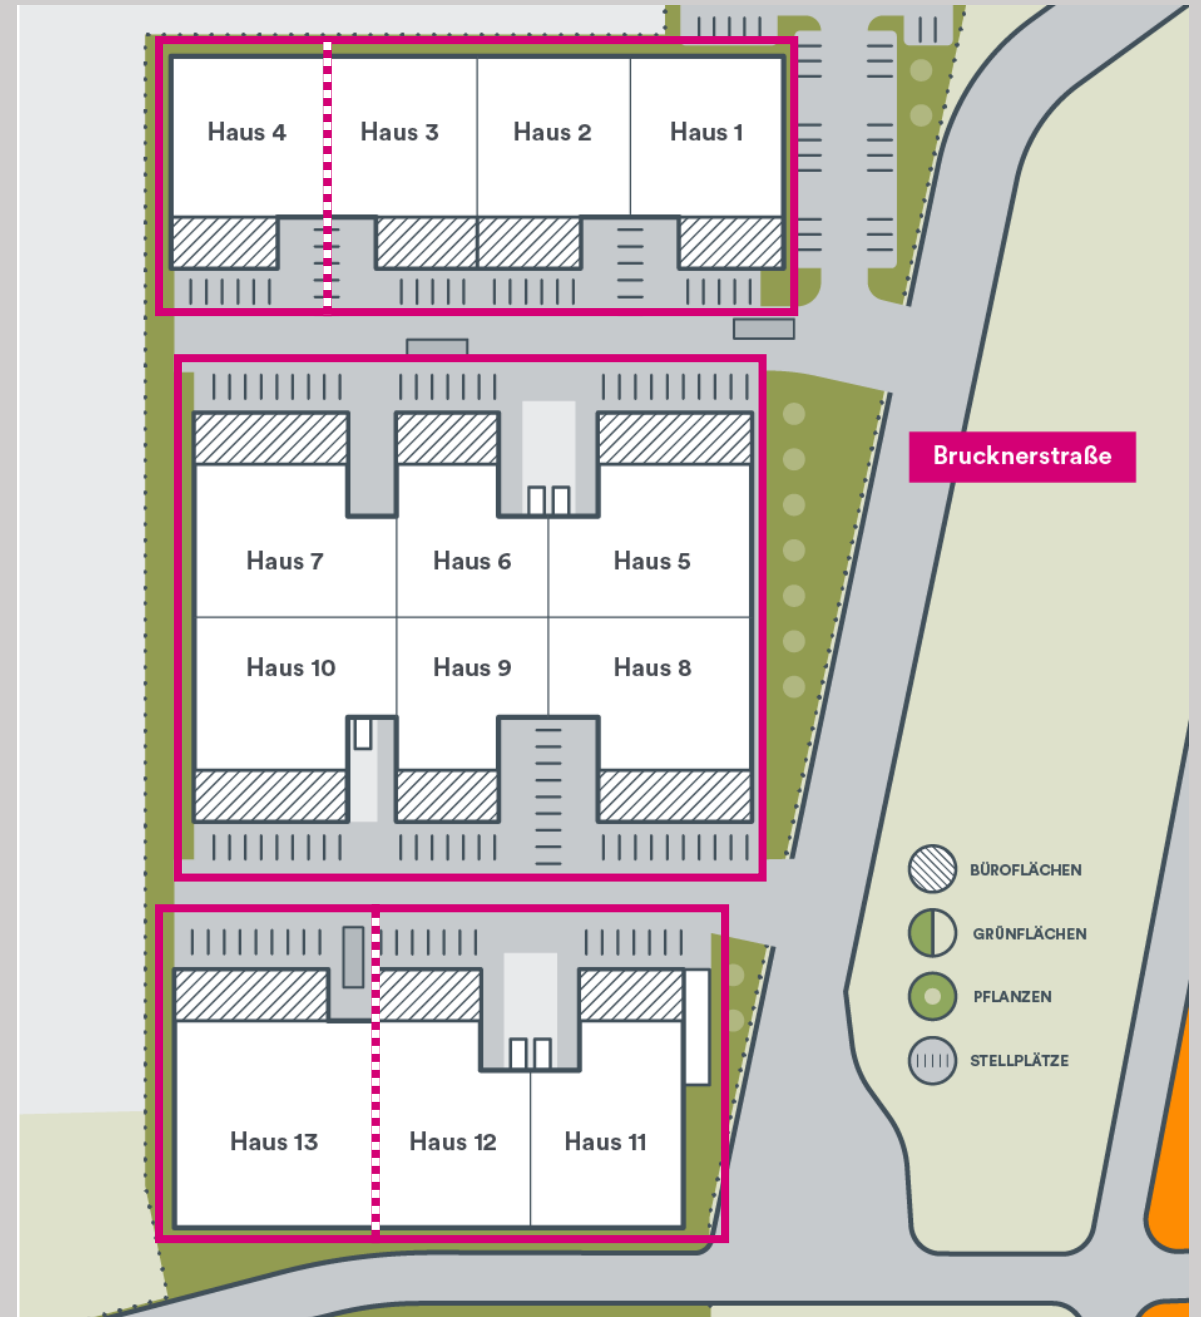 Haus 4
Haus 3
Haus 2
Haus 1
Brucknerstraße
Haus 7
Haus 6
Haus 5
Haus 10
Haus 9
Haus 8
BÜROFLÄCHEN
GRÜNFLÄCHEN
PFLANZEN
STELLPLÄTZE
Haus 13
Haus 12
Haus 11